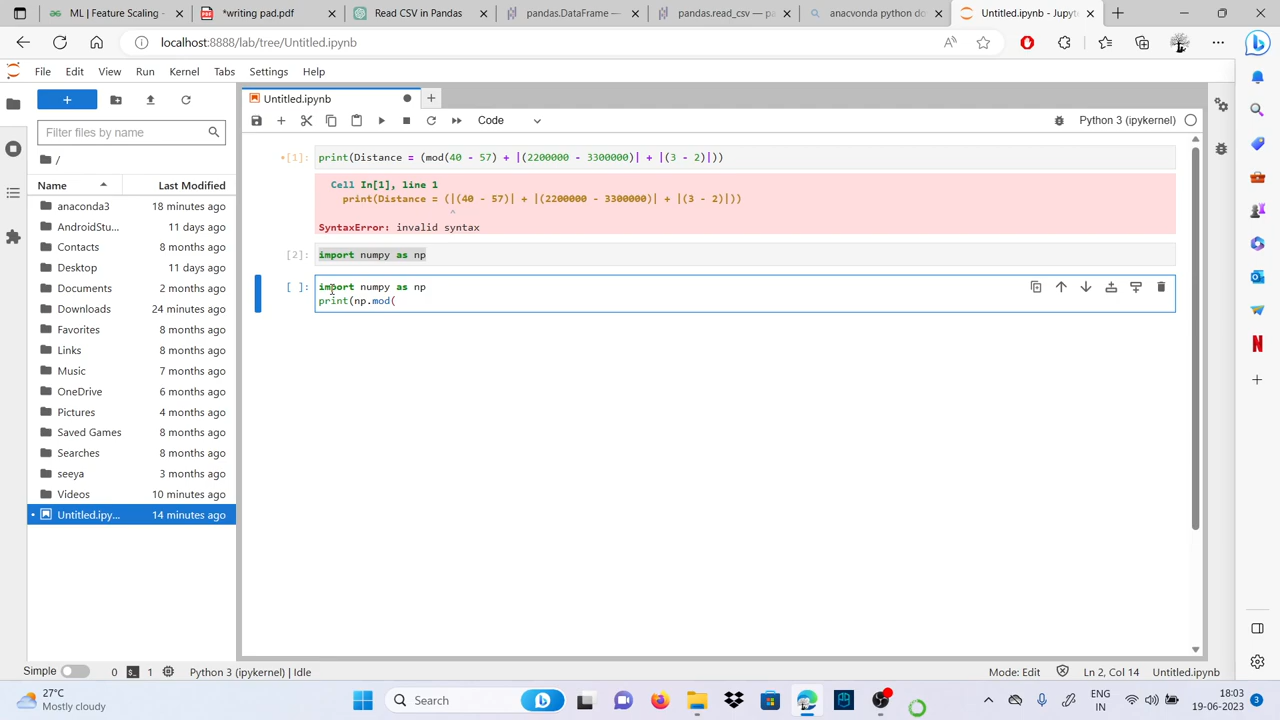 ML | Feature Scaling -
*writing pad.pdf
Read CSV in Pandas
pandas.DataFrame —
pandas.read_csv — pa
anacvonda python do
Untitled.ipynb - Jupyte
localhost:8888/lab/tree/Untitled.ipynb
File Edit View Run Kernel Tabs Settings Help
Untitled.ipynb
Filter files by name
Code
Python 3 (ipykernel)
/
Name Last Modified
anaconda3 18 minutes ago
AndroidStu... 11 days ago
Contacts 8 months ago
Desktop 11 days ago
Documents 2 months ago
Downloads 24 minutes ago
Favorites 8 months ago
Links 8 months ago
Music 7 months ago
OneDrive 6 months ago
Pictures 4 months ago
Saved Games 8 months ago
Searches 8 months ago
seeya 3 months ago
Videos 10 minutes ago
Untitled.ipy... 14 minutes ago
[1]: print(Distance = (mod(40 - 57) + |(2200000 - 3300000)| + |(3 - 2)|))
Cell In[1], line 1
print(Distance = (|(40 - 57)| + |(2200000 - 3300000)| + |(3 - 2)|))
^
SyntaxError: invalid syntax
[2]: import numpy as np
[ ]: import numpy as np
print(np.mod(
Simple 0 1 Python 3 (ipykernel) | Idle Mode: Edit Ln 2, Col 14 Untitled.ipynb
27°C
Mostly cloudy
Search
ENG
IN
18:03
19-06-2023
3